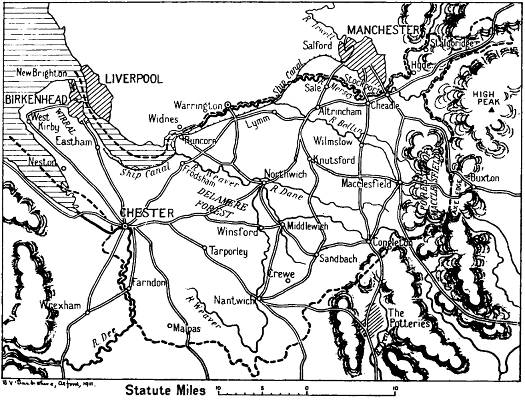 MANCHESTER
R. Irwell
Salford
Stalybridge
Hyde
New Brighton
LIVERPOOL
Ship Canal
Stockport
BIRKENHEAD
Sale
Mersey
Cheadle
HIGH
PEAK
Warrington
Altrincham
Widnes
West
Kirby
WIRRAL
Lymm
R. Bollin
Eastham
Runcorn
Wilmslow
Neston
Ship Canal
Knutsford
R. Weaver
Frodsham
Northwich
Buxton
Macclesfield
R. Dane
DELAMERE
FOREST
CHESTER
Winsford
Middlewich
Congleton
Tarporley
Sandbach
Crewe
Farndon
Nantwich
Wrexham
R. Weaver
The
Potteries
Malpas
R. Dee
Statute Miles
10 5 0 10